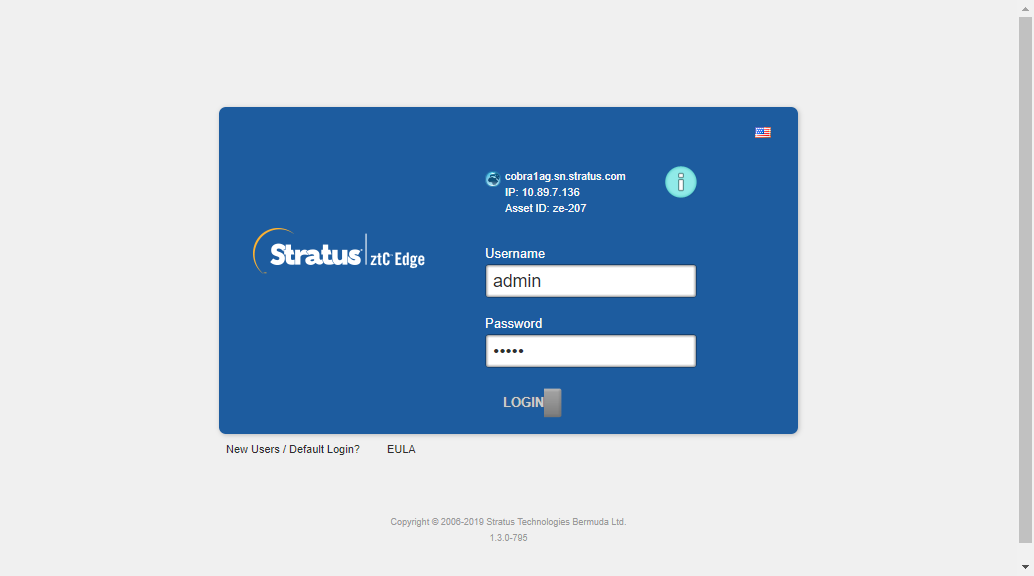 cobra1ag.sn.stratus.com
IP: 10.89.7.136
Asset ID: ze-207
Stratus ztC Edge
Username
admin
Password
•••••
LOGIN
New Users / Default Login? EULA
Copyright © 2006-2019 Stratus Technologies Bermuda Ltd.
1.3.0-795